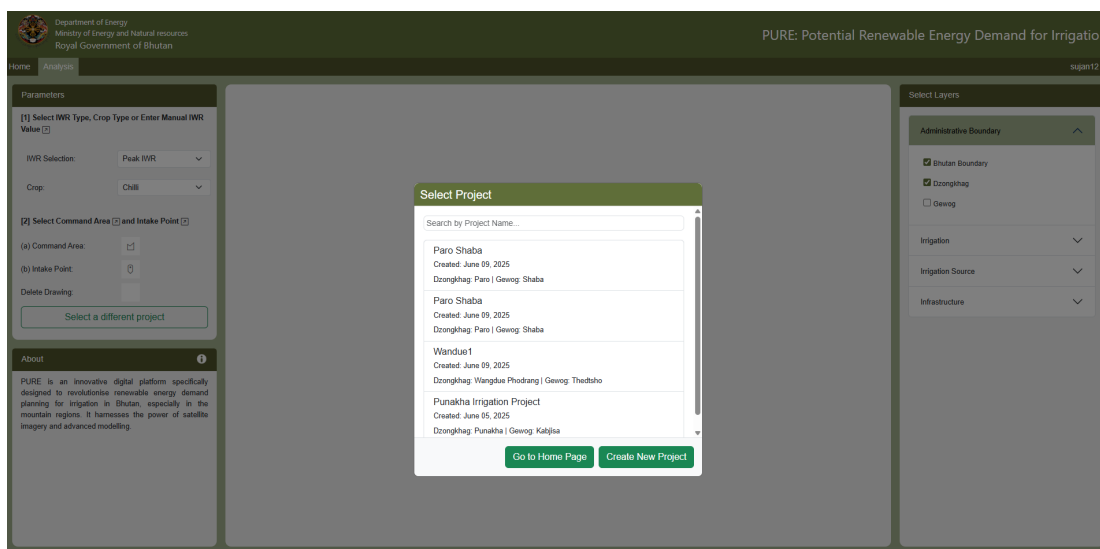 Department of Energy
Ministry of Energy and Natural resources
Royal Government of Bhutan
PURE: Potential Renewable Energy Demand for Irrigatio
Home
Analysis
sujan12
Parameters
[1] Select IWR Type, Crop Type or Enter Manual IWR
Value
IWR Selection:
Peak IWR
Crop:
Chilli
[2] Select Command Area and Intake Point
(a) Command Area:
(b) Intake Point:
Delete Drawing:
Select a different project
About
PURE is an innovative digital platform specifically
designed to revolutionise renewable energy demand
planning for irrigation in Bhutan, especially in the
mountain regions. It harnesses the power of satellite
imagery and advanced modelling.
Select Project
Search by Project Name...
Paro Shaba
Created: June 09, 2025
Dzongkhag: Paro | Gewog: Shaba
Paro Shaba
Created: June 09, 2025
Dzongkhag: Paro | Gewog: Shaba
Wandue1
Created: June 09, 2025
Dzongkhag: Wangdue Phodrang | Gewog: Thedtsho
Punakha Irrigation Project
Created: June 05, 2025
Dzongkhag: Punakha | Gewog: Kabjisa
Go to Home Page
Create New Project
Select Layers
Administrative Boundary
Bhutan Boundary
Dzongkhag
Gewog
Irrigation
Irrigation Source
Infrastructure